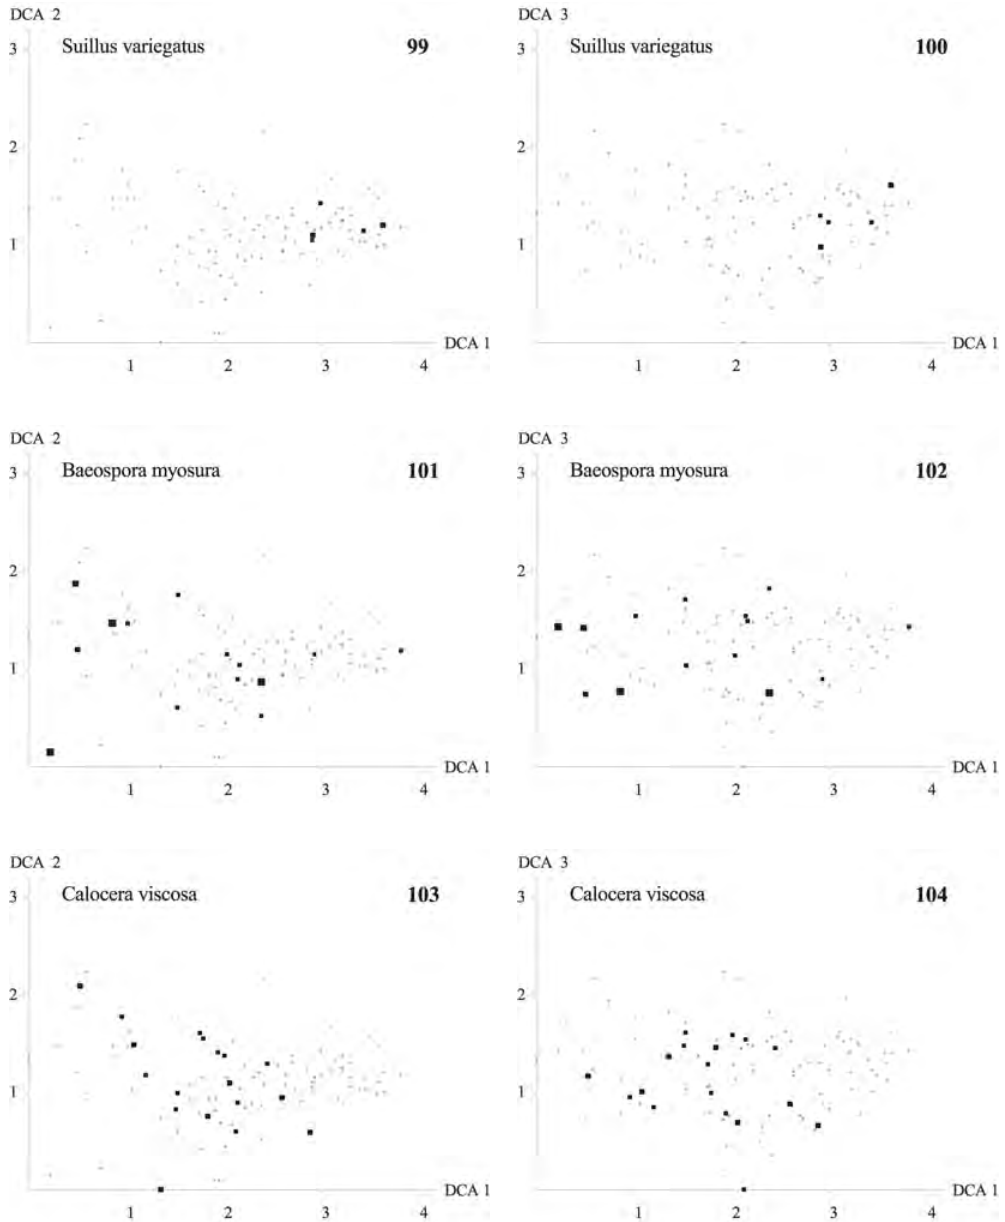 DCA 2
3
Suillus variegatus 99
2
1
DCA 1
1 2 3 4
DCA 3
3
Suillus variegatus 100
2
1
DCA 1
1 2 3 4
DCA 2
3
Baeospora myosura 101
2
1
DCA 1
1 2 3 4
DCA 3
3
Baeospora myosura 102
2
1
DCA 1
1 2 3 4
DCA 2
3
Calocera viscosa 103
2
1
DCA 1
1 2 3 4
DCA 3
3
Calocera viscosa 104
2
1
DCA 1
1 2 3 4